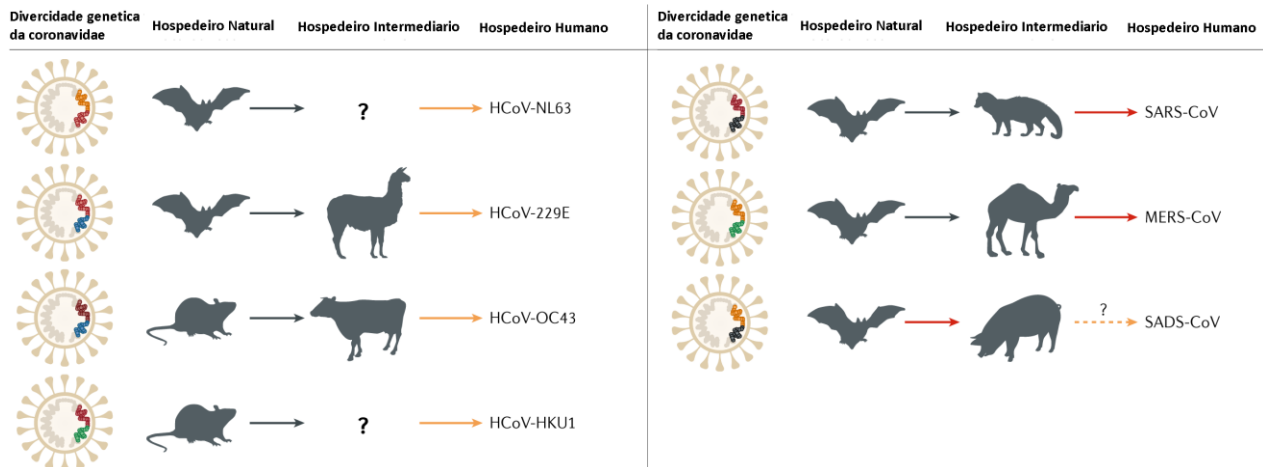 Divercidade genetica
da coronavidae
Hospedeiro Natural
Hospedeiro Intermediario
Hospedeiro Humano
?
HCoV-NL63
HCoV-229E
HCoV-OC43
?
HCoV-HKU1
Divercidade genetica
da coronavidae
Hospedeiro Natural
Hospedeiro Intermediario
Hospedeiro Humano
SARS-CoV
MERS-CoV
?
SADS-CoV